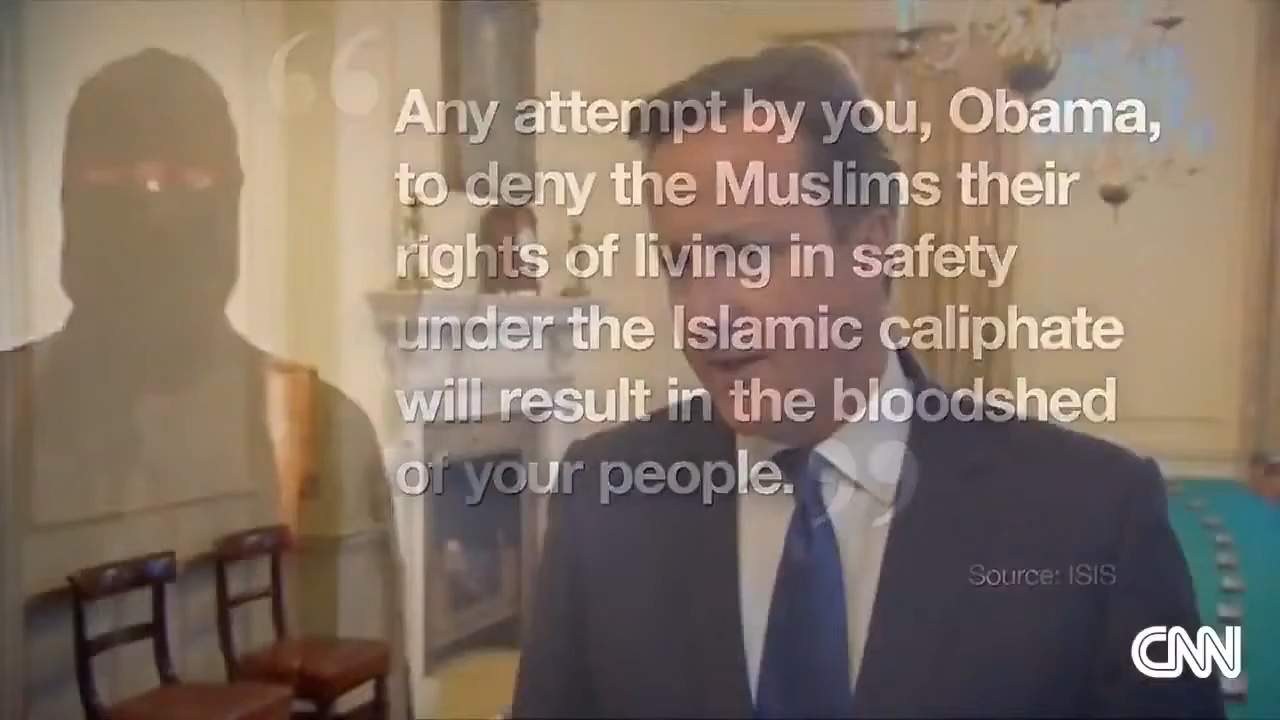 “Any attempt by you, Obama,
to deny the Muslims their
rights of living in safety
under the Islamic caliphate
will result in the bloodshed
of your people.”
Source: ISIS
CNN